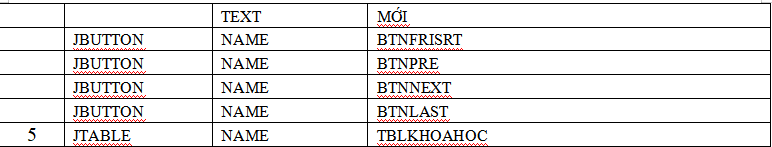 TEXT MỚI
JBUTTON NAME BTNFRISRT
JBUTTON NAME BTNPRE
JBUTTON NAME BTNNEXT
JBUTTON NAME BTNLAST
5 JTABLE NAME TBLKHOAHOC